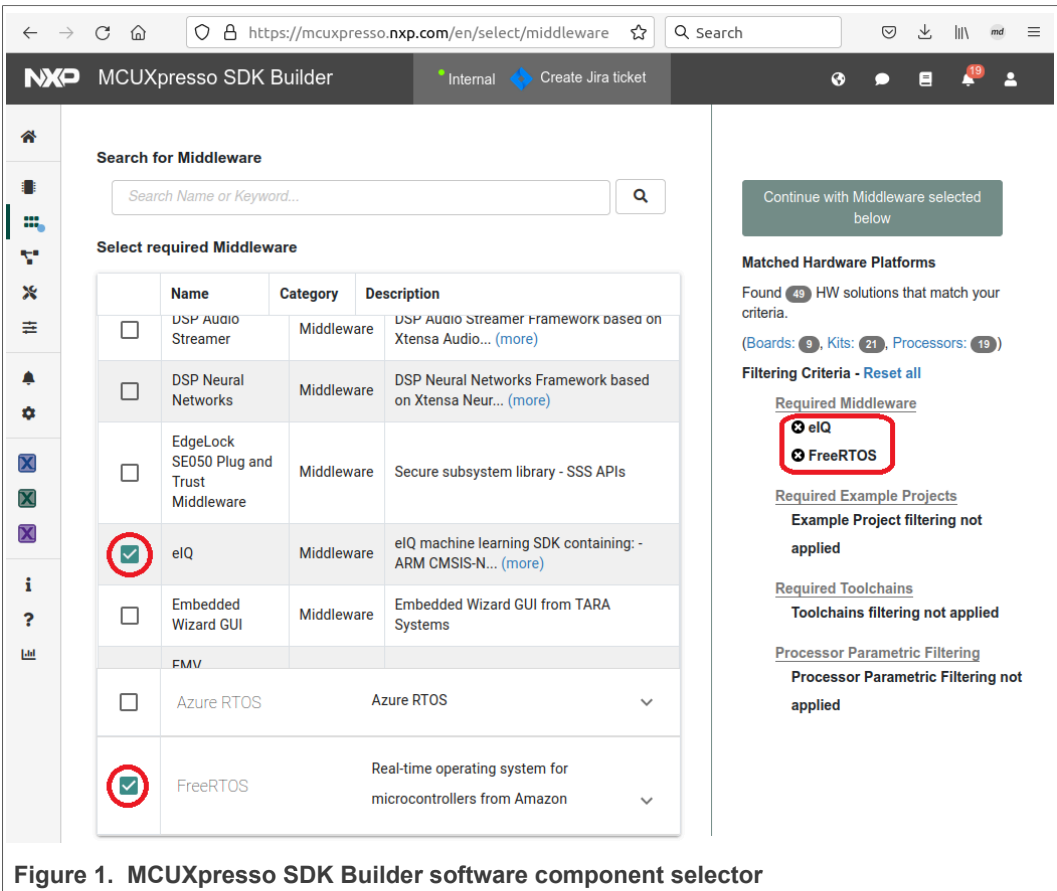 https://mcuxpresso.nxp.com/en/select/middleware
Search
md
NXP
MCUXpresso SDK Builder
Internal
Create Jira ticket
19
Search for Middleware
Search Name or Keyword...
Select required Middleware
Name Category Description
DSP Audio Streamer
Middleware
DSP Audio Streamer Framework based on
Xtensa Audio... (more)
DSP Neural
Networks
Middleware
DSP Neural Networks Framework based
on Xtensa Neur... (more)
EdgeLock
SE050 Plug and
Trust
Middleware
Middleware
Secure subsystem library - SSS APIs
eIQ
Middleware
eIQ machine learning SDK containing: -
ARM CMSIS-N... (more)
Embedded
Wizard GUI
Middleware
Embedded Wizard GUI from TARA
Systems
EMV
Azure RTOS
Azure RTOS
FreeRTOS
Real-time operating system for
microcontrollers from Amazon
Continue with Middleware selected
below
Matched Hardware Platforms
Found 49 HW solutions that match your
criteria.
(Boards: 9, Kits: 21, Processors: 19)
Filtering Criteria - Reset all
Required Middleware
eIQ
FreeRTOS
Required Example Projects
Example Project filtering not
applied
Required Toolchains
Toolchains filtering not applied
Processor Parametric Filtering
Processor Parametric Filtering not
applied
Figure 1. MCUXpresso SDK Builder software component selector